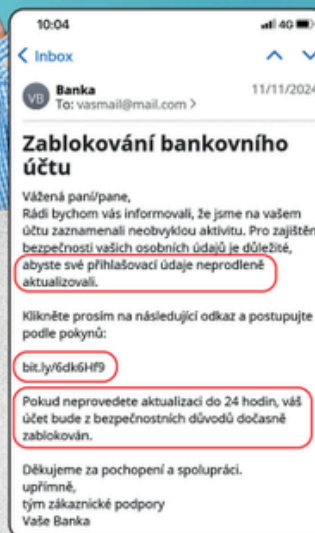 10:04
4G
Inbox
VB
Banka
11/11/2024
To: vasmail@mail.com >
Zablokování bankovního
účtu
Vážená paní/pane,
Rádi bychom vás informovali, že jsme na vašem
účtu zaznamenali neobvyklou aktivitu. Pro zajištěn
bezpečnosti vašich osobních údajů je důležité,
abyste své přihlašovací údaje neprodleně
aktualizovali.
Klikněte prosím na následující odkaz a postupujte
podle pokynů:
bit.ly/6dk6Hf9
Pokud neprovedete aktualizaci do 24 hodin, váš
účet bude z bezpečnostních důvodů dočasně
zablokován.
Děkujeme za pochopení a spolupráci.
upřímně,
tým zákaznické podpory
Vaše Banka